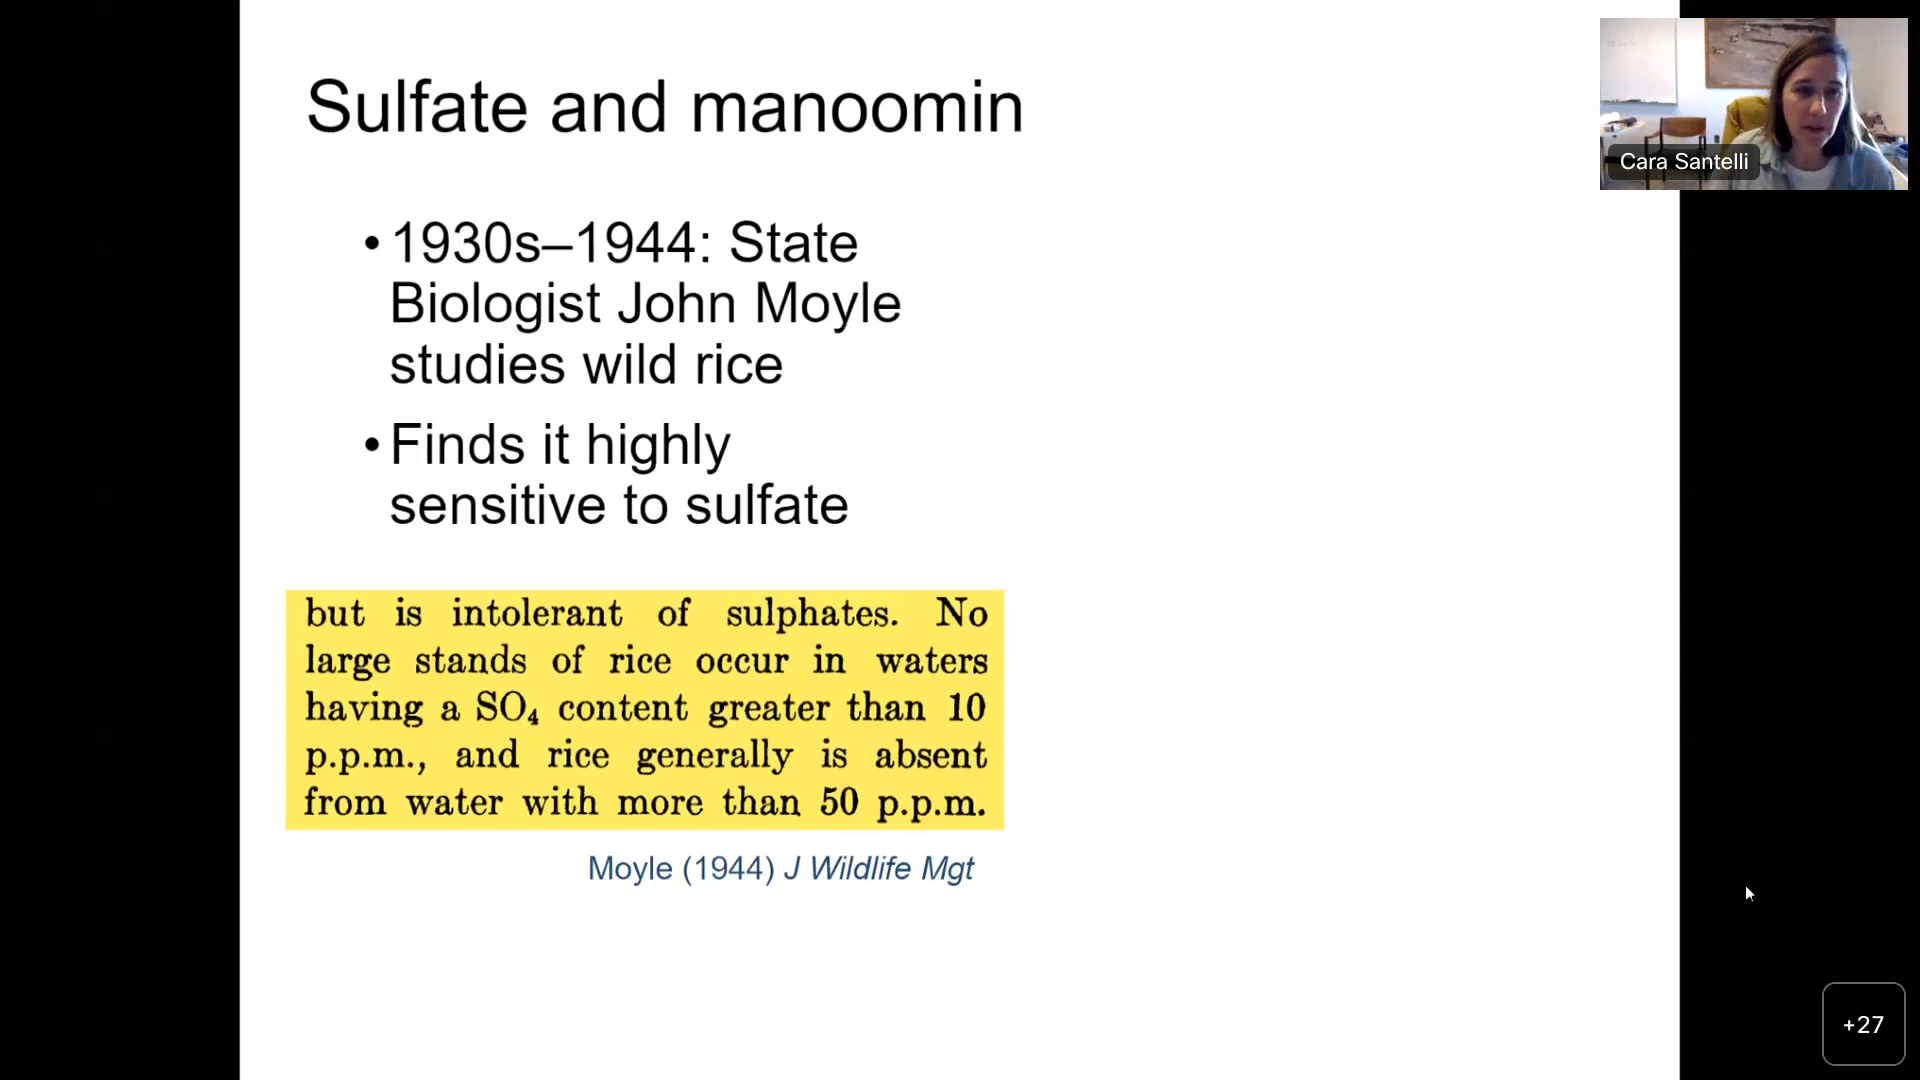 Sulfate and manoomin
Cara Santelli
• 1930s–1944: State
Biologist John Moyle
studies wild rice
• Finds it highly
sensitive to sulfate
but is intolerant of sulphates. No
large stands of rice occur in waters
having a SO₄ content greater than 10
p.p.m., and rice generally is absent
from water with more than 50 p.p.m.
Moyle (1944) J Wildlife Mgt
+27